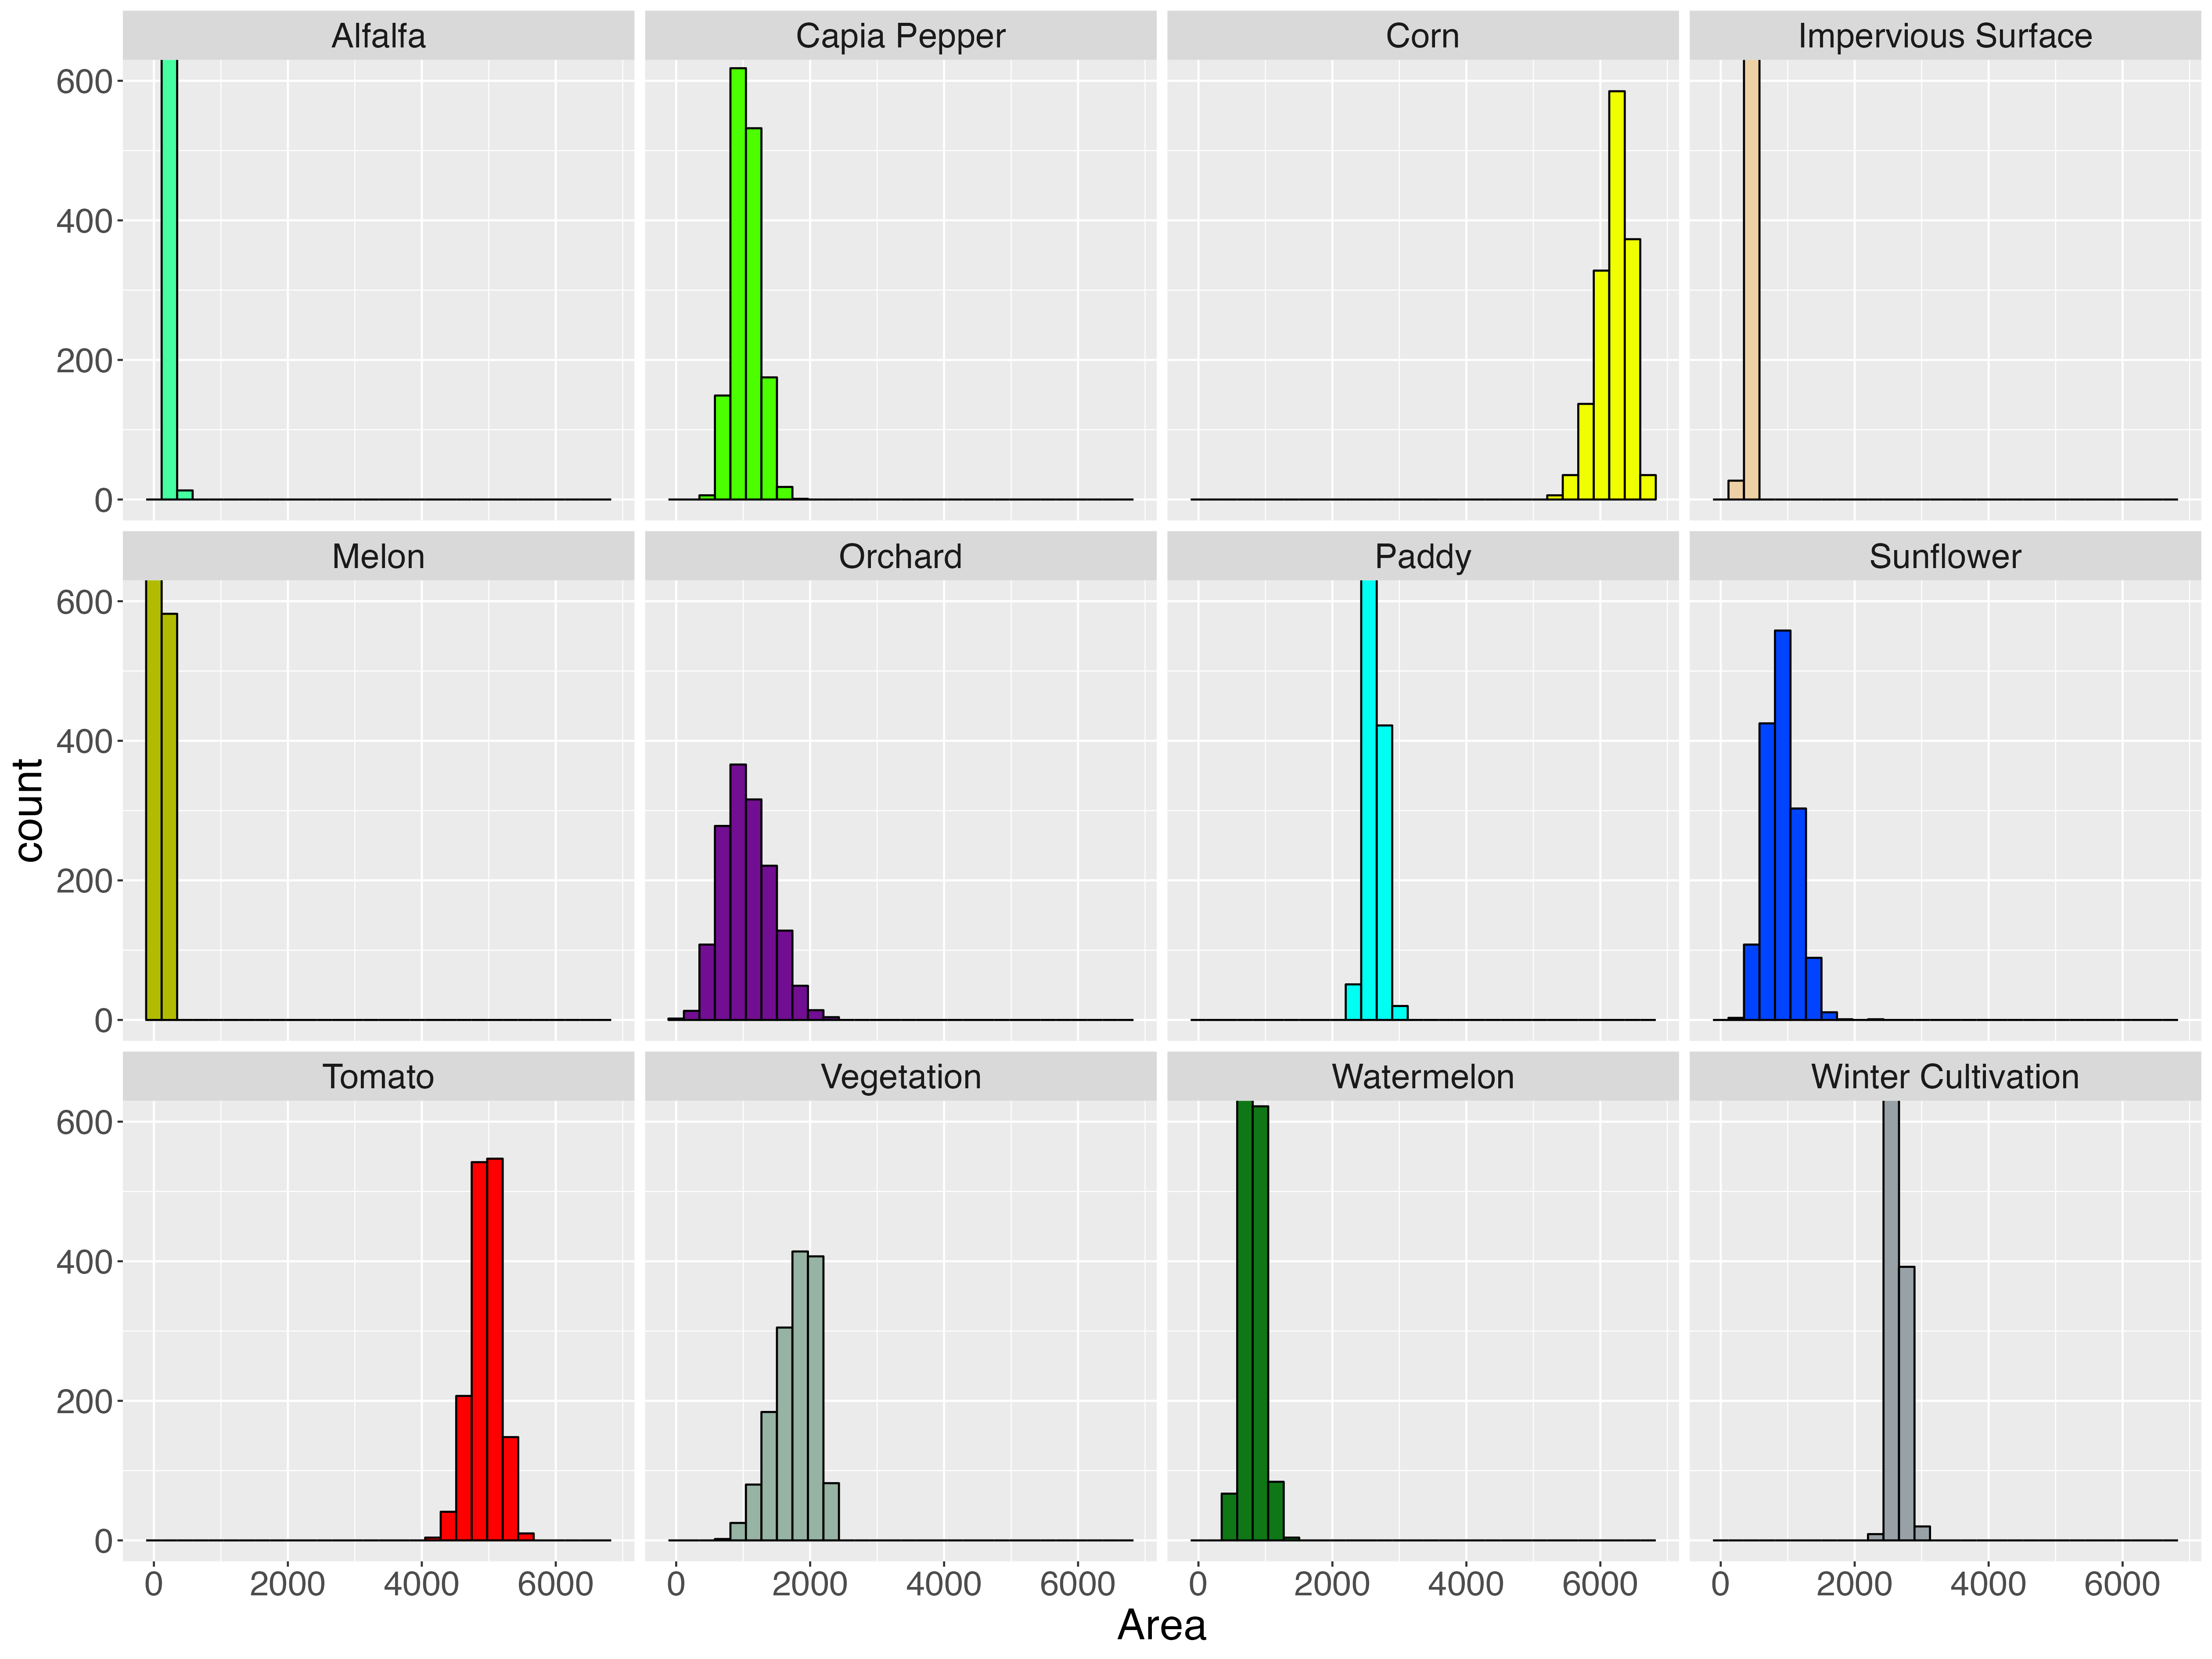 Alfalfa Capia Pepper Corn Impervious Surface
600
400
200
0
Melon Orchard Paddy Sunflower
600
400
200
0
Tomato Vegetation Watermelon Winter Cultivation
600
400
200
0
0 2000 4000 6000 0 2000 4000 6000 0 2000 4000 6000 0 2000 4000 6000
count
Area